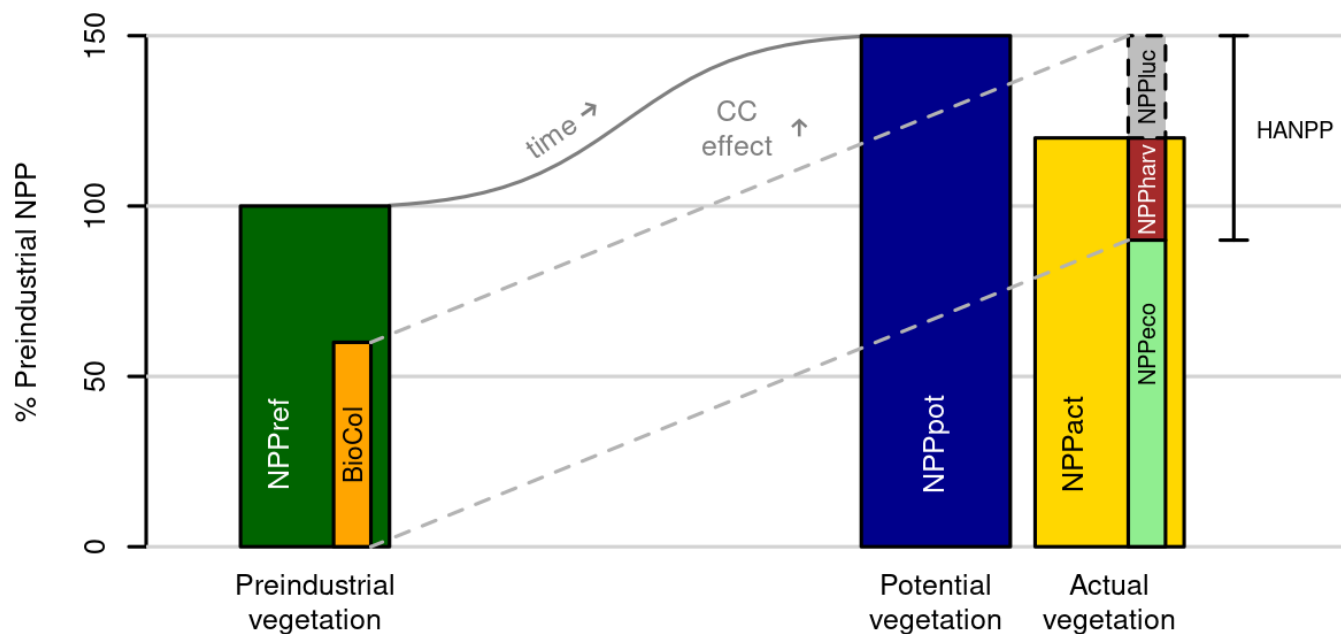 % Preindustrial NPP
150
100
50
0
NPPref
BioCol
time →
CC
effect ↑
NPPpot
NPPact
NPPluc
NPPharv
NPPeco
HANPP
Preindustrial
vegetation
Potential
vegetation
Actual
vegetation